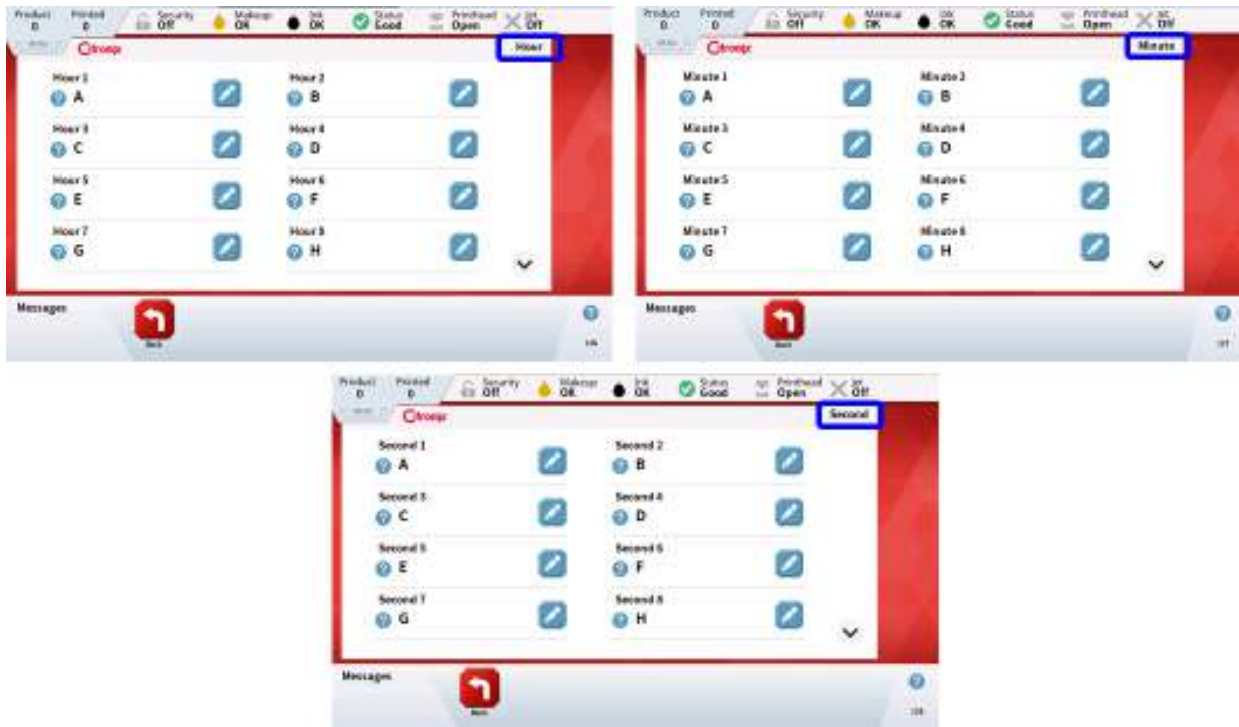 Product Printed Security Makeup Ink Status Printhead Jet
0 0 Off OK OK Good Open Off
Citronix Hour
Hour 1 Hour 2
A B
Hour 3 Hour 4
C D
Hour 5 Hour 6
E F
Hour 7 Hour 8
G H
Messages
Back
Product Printed Security Makeup Ink Status Printhead Jet
0 0 Off OK OK Good Open Off
Minute
Minute 1 Minute 2
A B
Minute 3 Minute 4
C D
Minute 5 Minute 6
E F
Minute 7 Minute 8
G H
Messages
Back
Product Printed Security Makeup Ink Status Printhead Jet
0 0 Off OK OK Good Open Off
Second
Second 1 Second 2
A B
Second 3 Second 4
C D
Second 5 Second 6
E F
Second 7 Second 8
G H
Messages
Back